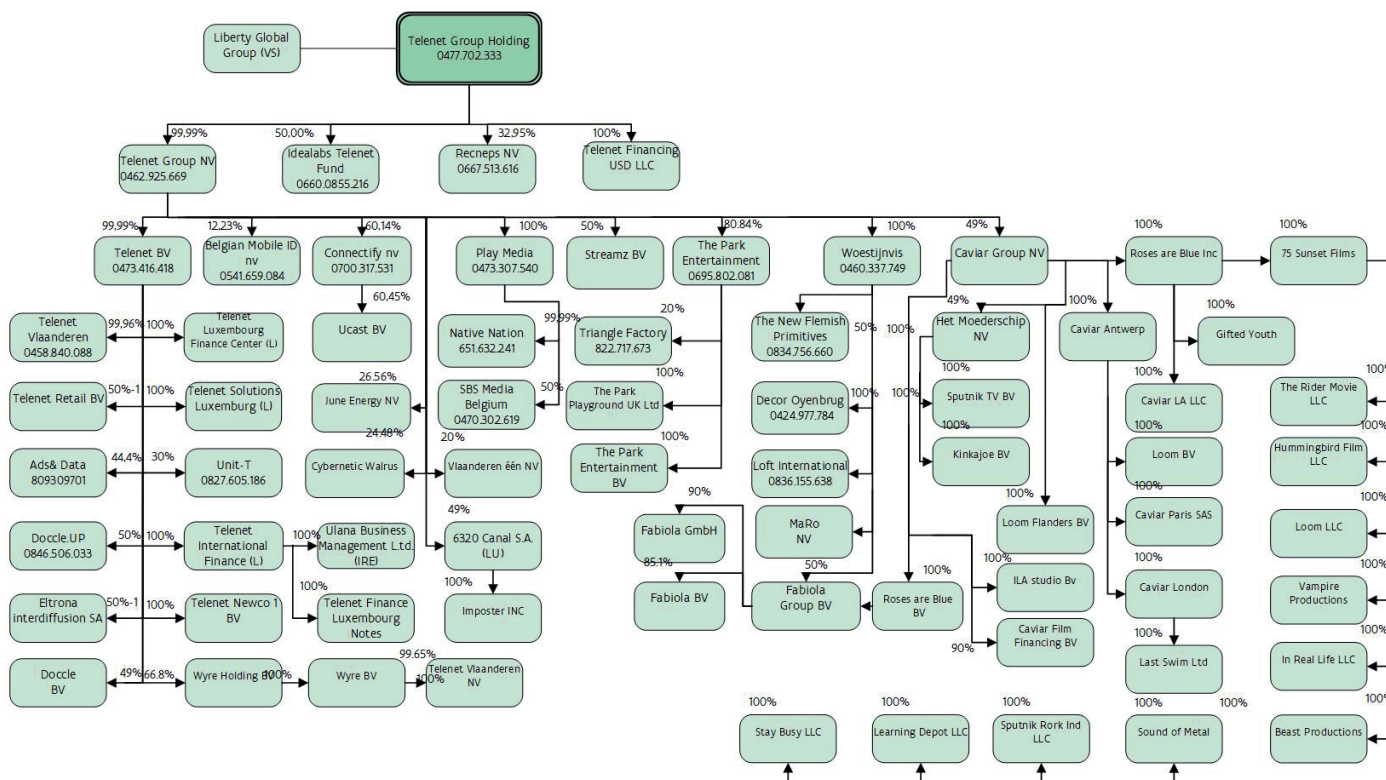 Liberty Global
Group (VS)
Telenet Group Holding
0477.702.333
99,99%
50,00%
32,95%
100%
Telenet Group NV
0462.925.669
Idealabs Telenet
Fund
0660.0855.216
Recneps NV
0667.513.616
Telenet Financing
USD LLC
99,99%
12,23%
60,14%
100%
50%
80.84%
100%
49%
100%
100%
Telenet BV
0473.416.418
Belgian Mobile ID
nv
0541.659.084
Connectify nv
0700.317.531
Play Media
0473.307.540
Streamz BV
The Park
Entertainment
0695.802.081
Woestijnvis
0460.337.749
Caviar Group NV
Roses are Blue Inc
75 Sunset Films
Telenet
Vlaanderen
0458.840.088
99,96%
100%
Telenet
Luxembourg
Finance Center (L)
60,45%
Ucast BV
Native Nation
651.632.241
99,99%
Triangle Factory
822.717.673
20%
The New Flemish
Primitives
0834.756.660
50%
100%
49%
Het Moederschip
NV
100%
Caviar Antwerp
100%
Gifted Youth
Telenet Retail BV
50%-1
100%
Telenet Solutions
Luxemburg (L)
26.56%
June Energy NV
SBS Media
Belgium
0470.302.619
50%
The Park
Playground UK Ltd
100%
Decor Oyenbrug
0424.977.784
100%
100%
100%
Sputnik TV BV
100%
Caviar LA LLC
The Rider Movie
LLC
100%
Ads& Data
809309701
44,4%
30%
Unit-T
0827.605.186
24.48%
Cybernetic Walrus
20%
Vlaanderen één NV
The Park
Entertainment
BV
100%
Loft International
0836.155.638
100%
Kinkajoe BV
100%
Loom BV
Hummingbird Film
LLC
100%
Doccle.UP
0846.506.033
50%
100%
Telenet
International
Finance (L)
100%
Ulana Business
Management L.td.
(IRE)
49%
6320 Canal S.A.
(LU)
90%
Fabiola GmbH
MaRo
NV
100%
Loom Flanders BV
100%
Caviar Paris SAS
Loom LLC
100%
Eltrona
interdiffusion SA
50%-1
100%
Telenet Newco 1
BV
100%
Telenet Finance
Luxembourg
Notes
100%
Imposter INC
85.1%
Fabiola BV
50%
Fabiola
Group BV
100%
Roses are Blue
BV
100%
ILA studio Bv
100%
Caviar London
Vampire
Productions
100%
90%
Caviar Film
Financing BV
Doccle
BV
49%
66.8%
Wyre Holding BV
100%
Wyre BV
99.65%
100%
Telenet Vlaanderen
NV
100%
Last Swim Ltd
In Real Life LLC
100%
100%
Stay Busy LLC
100%
Learning Depot LLC
100%
Sputnik Rork Ind
LLC
100%
100%
Sound of Metal
Beast Productions
100%